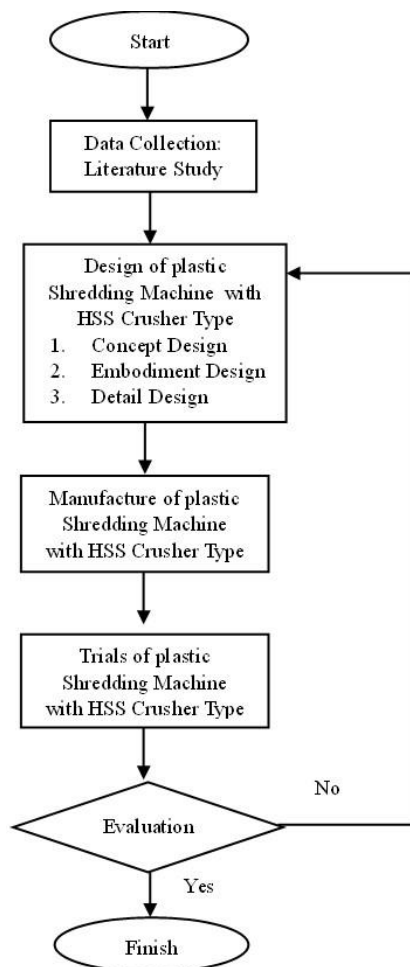 Start
Data Collection:
Literature Study
Design of plastic
Shredding Machine with
HSS Crusher Type
1. Concept Design
2. Embodiment Design
3. Detail Design
Manufacture of plastic
Shredding Machine
with HSS Crusher Type
Trials of plastic
Shredding Machine
with HSS Crusher Type
No
Evaluation
Yes
Finish